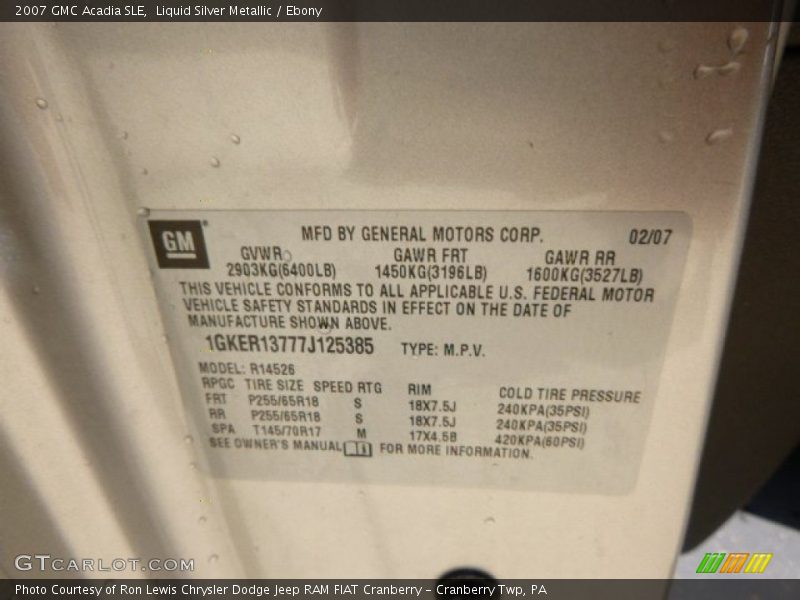 2007 GMC Acadia SLE,  Liquid Silver Metallic / Ebony
GM
MFD BY GENERAL MOTORS CORP. 02/07
GVWR GAWR FRT GAWR RR
2903KG(6400LB) 1450KG(3196LB) 1600KG(3527LB)
THIS VEHICLE CONFORMS TO ALL APPLICABLE U.S. FEDERAL MOTOR
VEHICLE SAFETY STANDARDS IN EFFECT ON THE DATE OF
MANUFACTURE SHOWN ABOVE.
1GKER13777J125385 TYPE: M.P.V.
MODEL: R14526
RPGC TIRE SIZE SPEED RTG RIM COLD TIRE PRESSURE
FRT P255/65R18 S 18X7.5J 240KPA(35PSI)
RR P255/65R18 S 18X7.5J 240KPA(35PSI)
SPA T145/70R17 M 17X4.5B 420KPA(60PSI)
SEE OWNER'S MANUAL FOR MORE INFORMATION.
GTCARLOT.COM
Photo Courtesy of Ron Lewis Chrysler Dodge Jeep RAM FIAT Cranberry - Cranberry Twp, PA